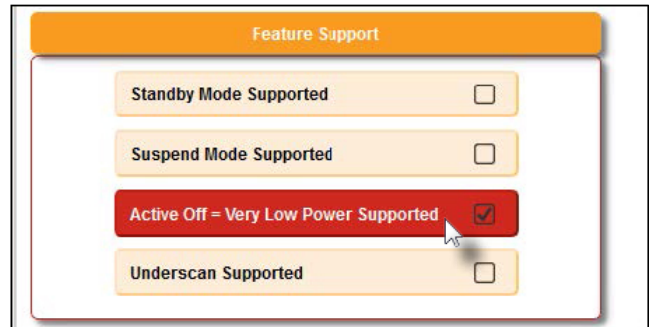 Feature Support
Standby Mode Supported
Suspend Mode Supported
Active Off = Very Low Power Supported
Underscan Supported